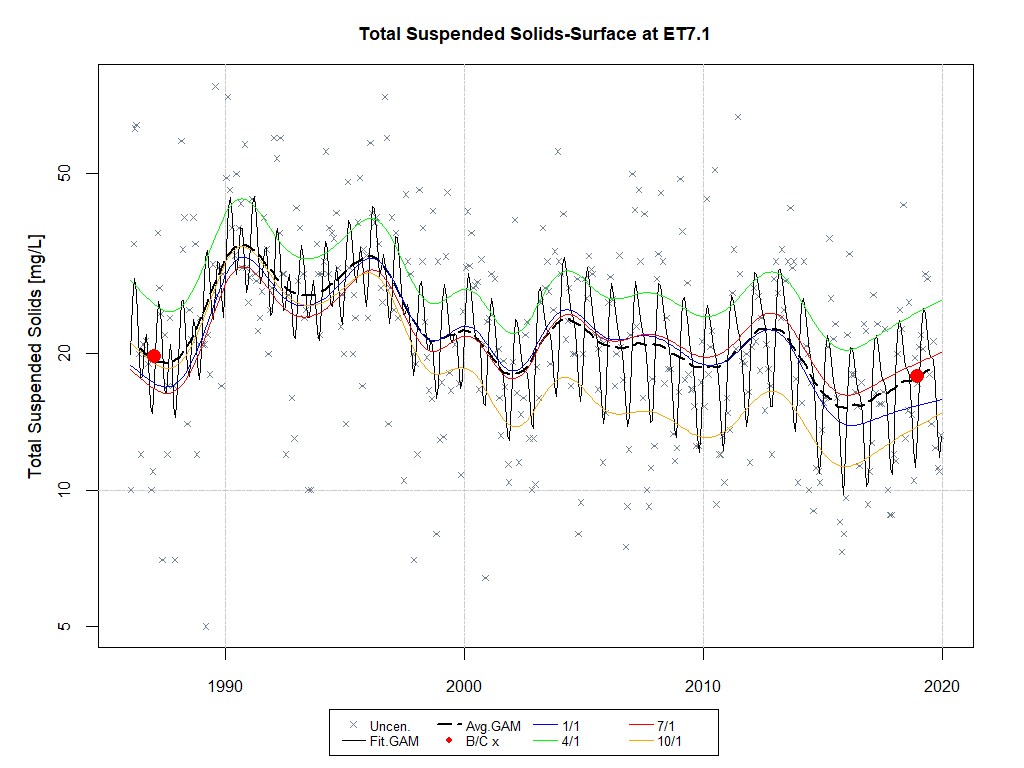 Total Suspended Solids-Surface at ET7.1
Total Suspended Solids [mg/L]
50
20
10
5
1990 2000 2010 2020
Uncen. Avg.GAM 1/1 7/1
Fit.GAM B/C x 4/1 10/1